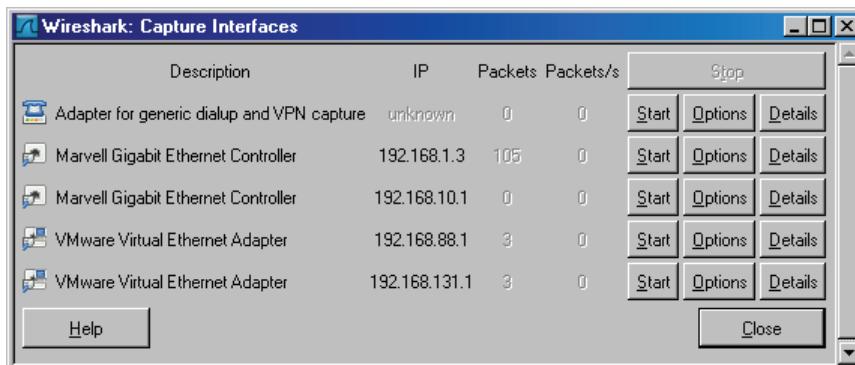 Wireshark: Capture Interfaces
Description IP Packets Packets/s Stop
Adapter for generic dialup and VPN capture unknown 0 0 Start Options Details
Marvell Gigabit Ethernet Controller 192.168.1.3 105 0 Start Options Details
Marvell Gigabit Ethernet Controller 192.168.10.1 0 0 Start Options Details
VMware Virtual Ethernet Adapter 192.168.88.1 3 0 Start Options Details
VMware Virtual Ethernet Adapter 192.168.131.1 3 0 Start Options Details
Help Close